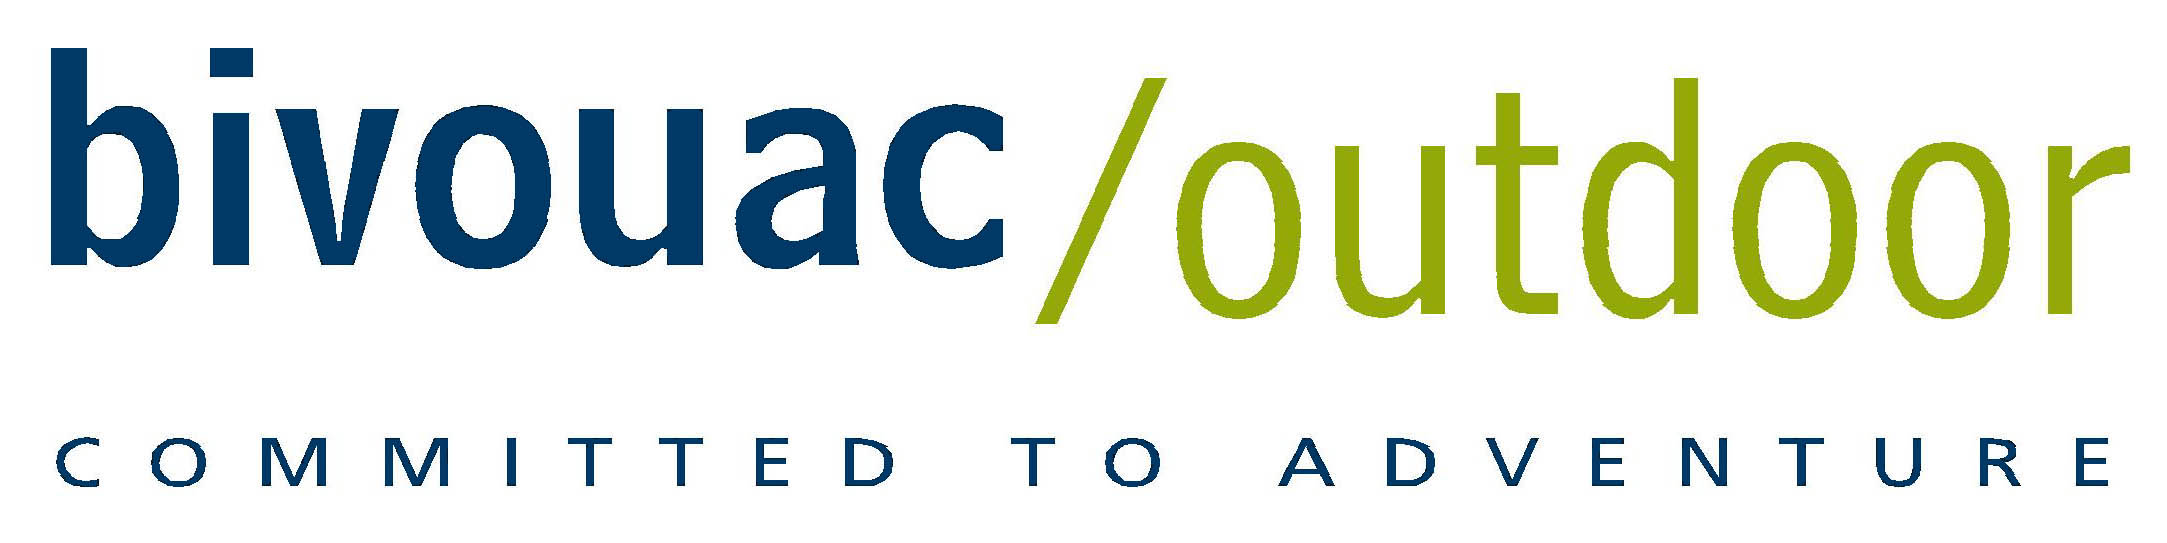 bivouac/outdoor
COMMITTED TO ADVENTURE